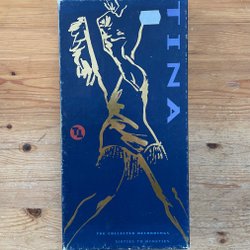 TINA
THE COLLECTED RECORDINGS
SIXTIES TO NINETIES